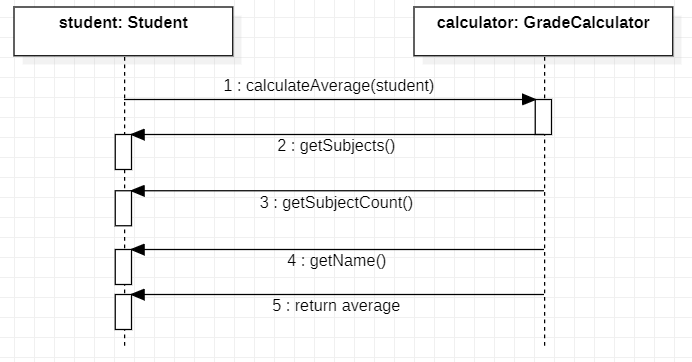 student: Student
calculator: GradeCalculator
1 : calculateAverage(student)
2 : getSubjects()
3 : getSubjectCount()
4 : getName()
5 : return average